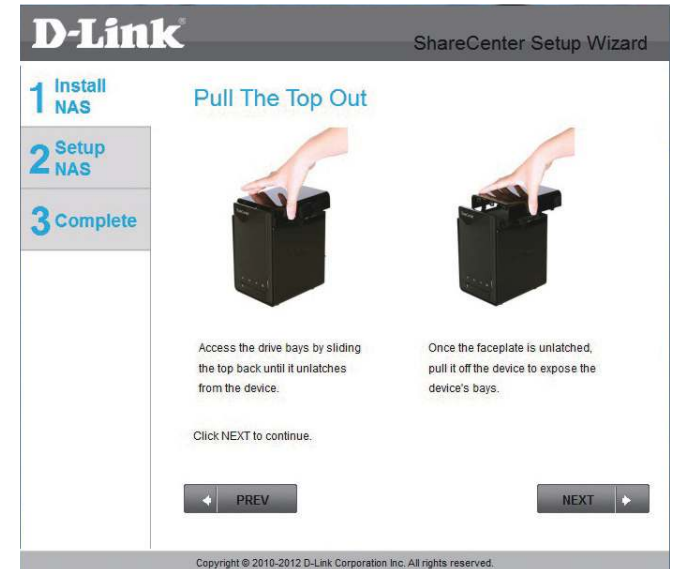 D-Link
ShareCenter Setup Wizard
1 Install
NAS
2 Setup
NAS
3 Complete
Pull The Top Out
Access the drive bays by sliding
the top back until it unlatches
from the device.
Once the faceplate is unlatched,
pull it off the device to expose the
device's bays.
Click NEXT to continue.
PREV
NEXT
Copyright © 2010-2012 D-Link Corporation Inc. All rights reserved.